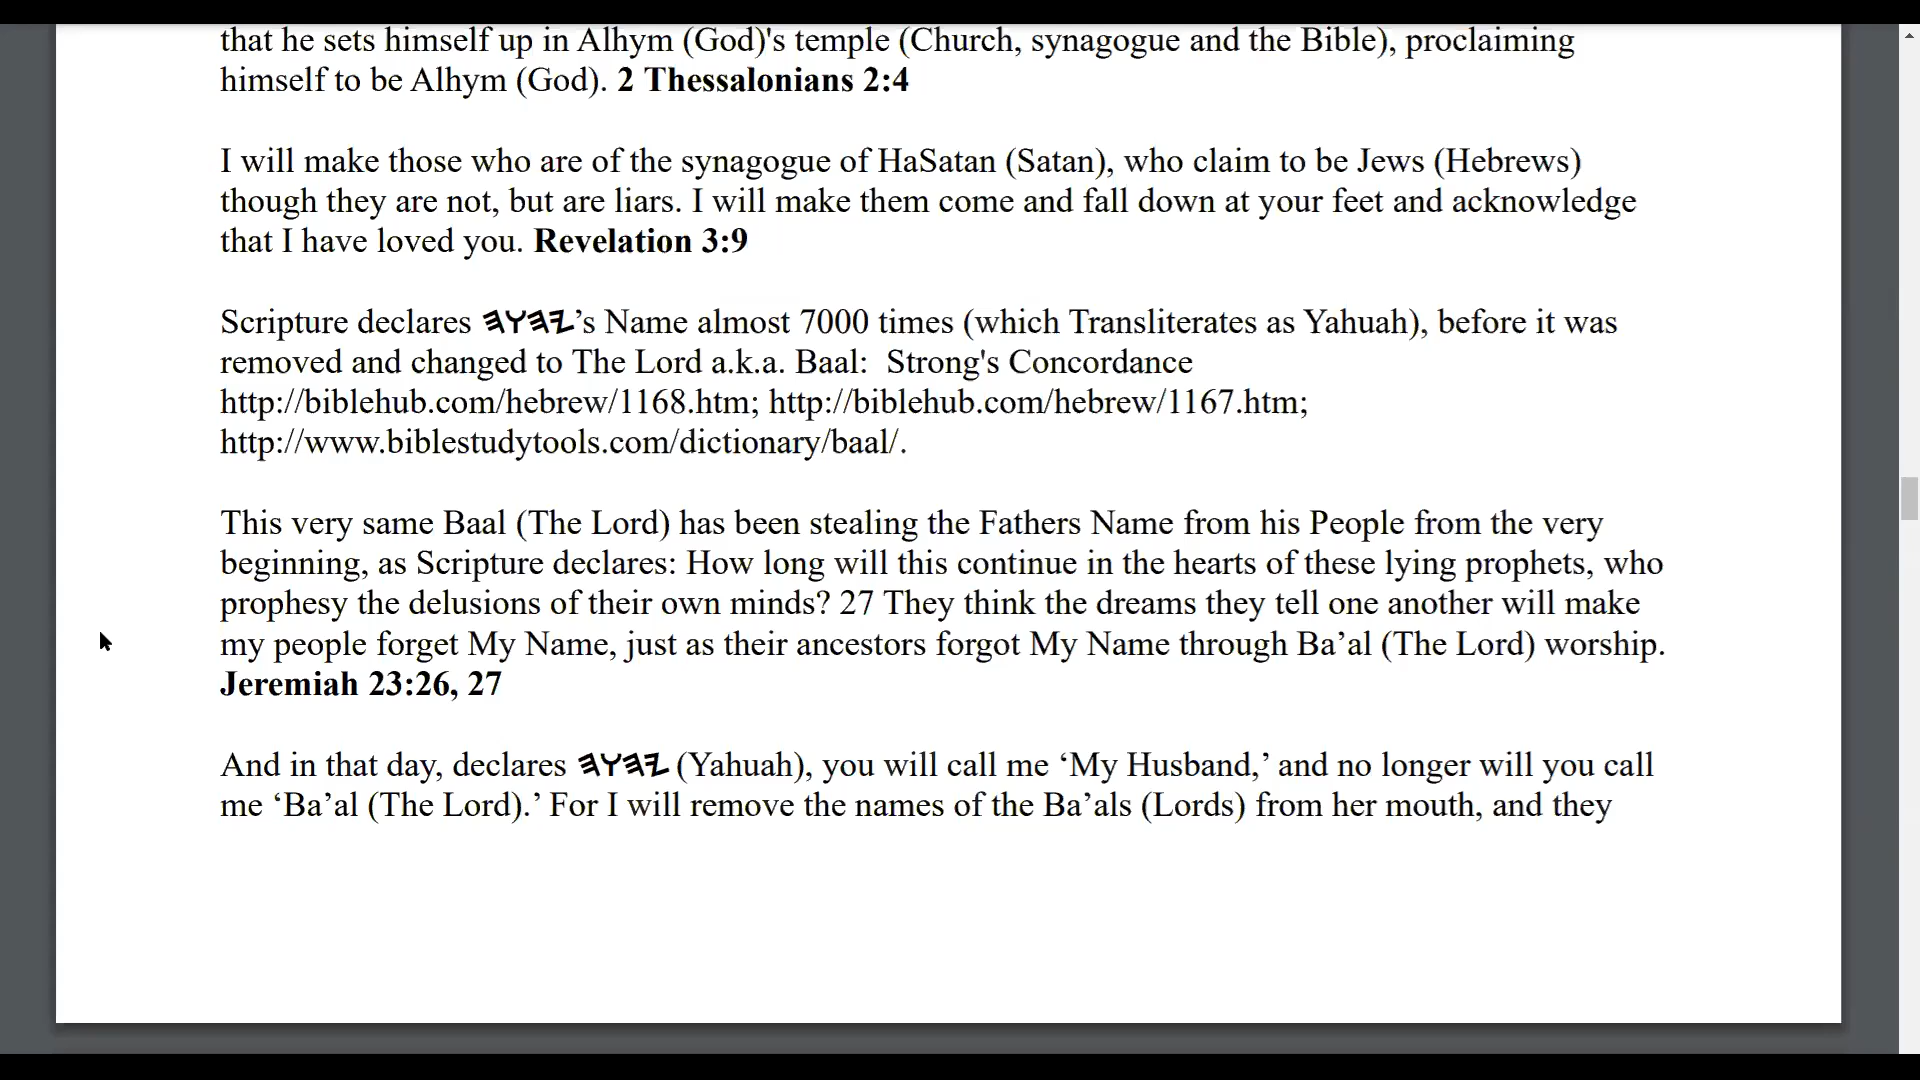 that he sets himself up in Alhym (God)'s temple (Church, synagogue and the Bible), proclaiming
himself to be Alhym (God). 2 Thessalonians 2:4
I will make those who are of the synagogue of HaSatan (Satan), who claim to be Jews (Hebrews)
though they are not, but are liars. I will make them come and fall down at your feet and acknowledge
that I have loved you. Revelation 3:9
Scripture declares 𐤉𐤄𐤅𐤄’s Name almost 7000 times (which Transliterates as Yahuah), before it was
removed and changed to The Lord a.k.a. Baal:  Strong's Concordance
http://biblehub.com/hebrew/1168.htm; http://biblehub.com/hebrew/1167.htm;
http://www.biblestudytools.com/dictionary/baal/.
This very same Baal (The Lord) has been stealing the Fathers Name from his People from the very
beginning, as Scripture declares: How long will this continue in the hearts of these lying prophets, who
prophesy the delusions of their own minds? 27 They think the dreams they tell one another will make
my people forget My Name, just as their ancestors forgot My Name through Ba’al (The Lord) worship.
Jeremiah 23:26, 27
And in that day, declares 𐤉𐤄𐤅𐤄 (Yahuah), you will call me ‘My Husband,’ and no longer will you call
me ‘Ba’al (The Lord).’ For I will remove the names of the Ba’als (Lords) from her mouth, and they